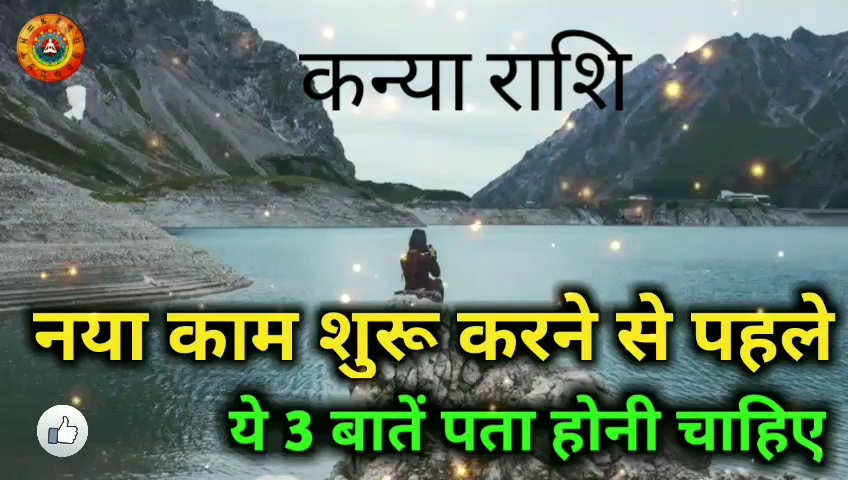 कन्या राशि
नया काम शुरू करने से पहले
ये 3 बातें पता होनी चाहिए